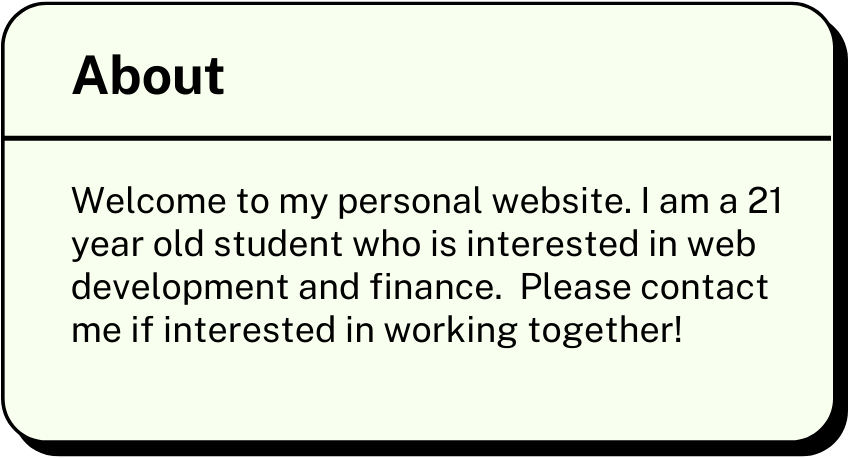 About
Welcome to my personal website. I am a 21
year old student who is interested in web
development and finance.  Please contact
me if interested in working together!